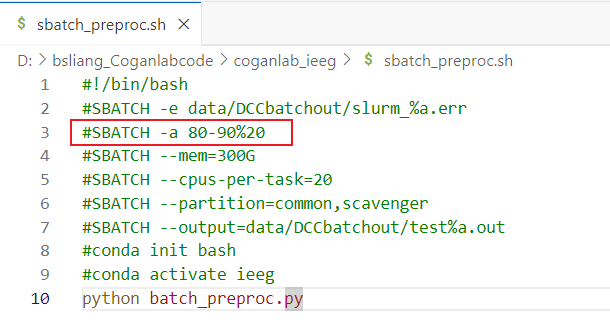 $ sbatch_preproc.sh ×
D: > bsliang_Coganlabcode > coganlab_ieeg > $ sbatch_preproc.sh
1 #!/bin/bash
2 #SBATCH -e data/DCCbatchout/slurm_%a.err
3 #SBATCH -a 80-90%20
4 #SBATCH --mem=300G
5 #SBATCH --cpus-per-task=20
6 #SBATCH --partition=common,scavenger
7 #SBATCH --output=data/DCCbatchout/test%a.out
8 #conda init bash
9 #conda activate ieeg
10 python batch_preproc.py